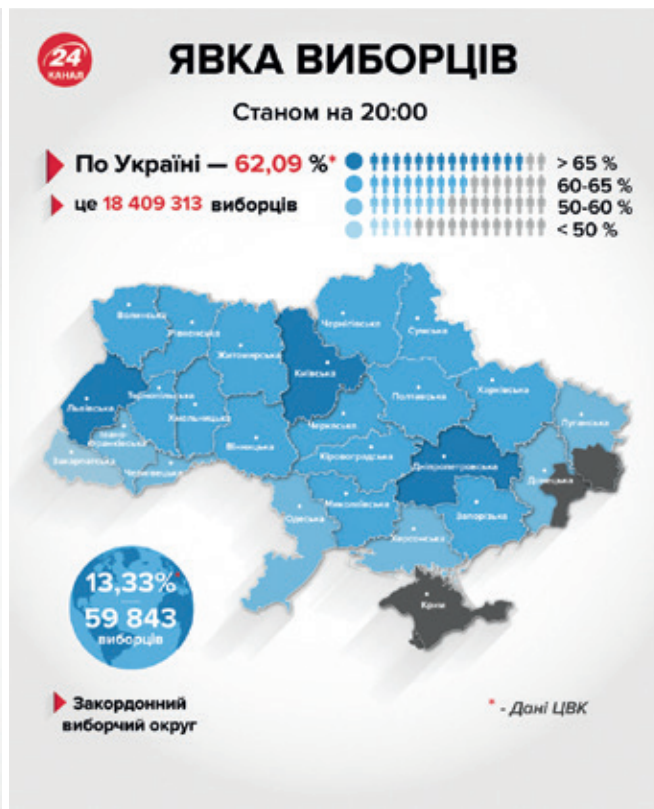 24
КАНАЛ
ЯВКА ВИБОРЦІВ
Станом на 20:00
По Україні — 62,09 %*
це 18 409 313 виборців
> 65 %
60-65 %
50-60 %
< 50 %
Волинська
Рівненська
Житомирська
Київська
Чернігівська
Сумська
Львівська
Тернопільська
Хмельницька
Вінницька
Черкаська
Полтавська
Харківська
Луганська
Івано-
Франківська
Закарпатська
Чернівецька
Кіровоградська
Дніпропетровська
Донецька
Одеська
Миколаївська
Запорізька
Херсонська
Крим
13,33%*
59 843
виборців
Закордонний
виборчий округ
* - Дані ЦВК